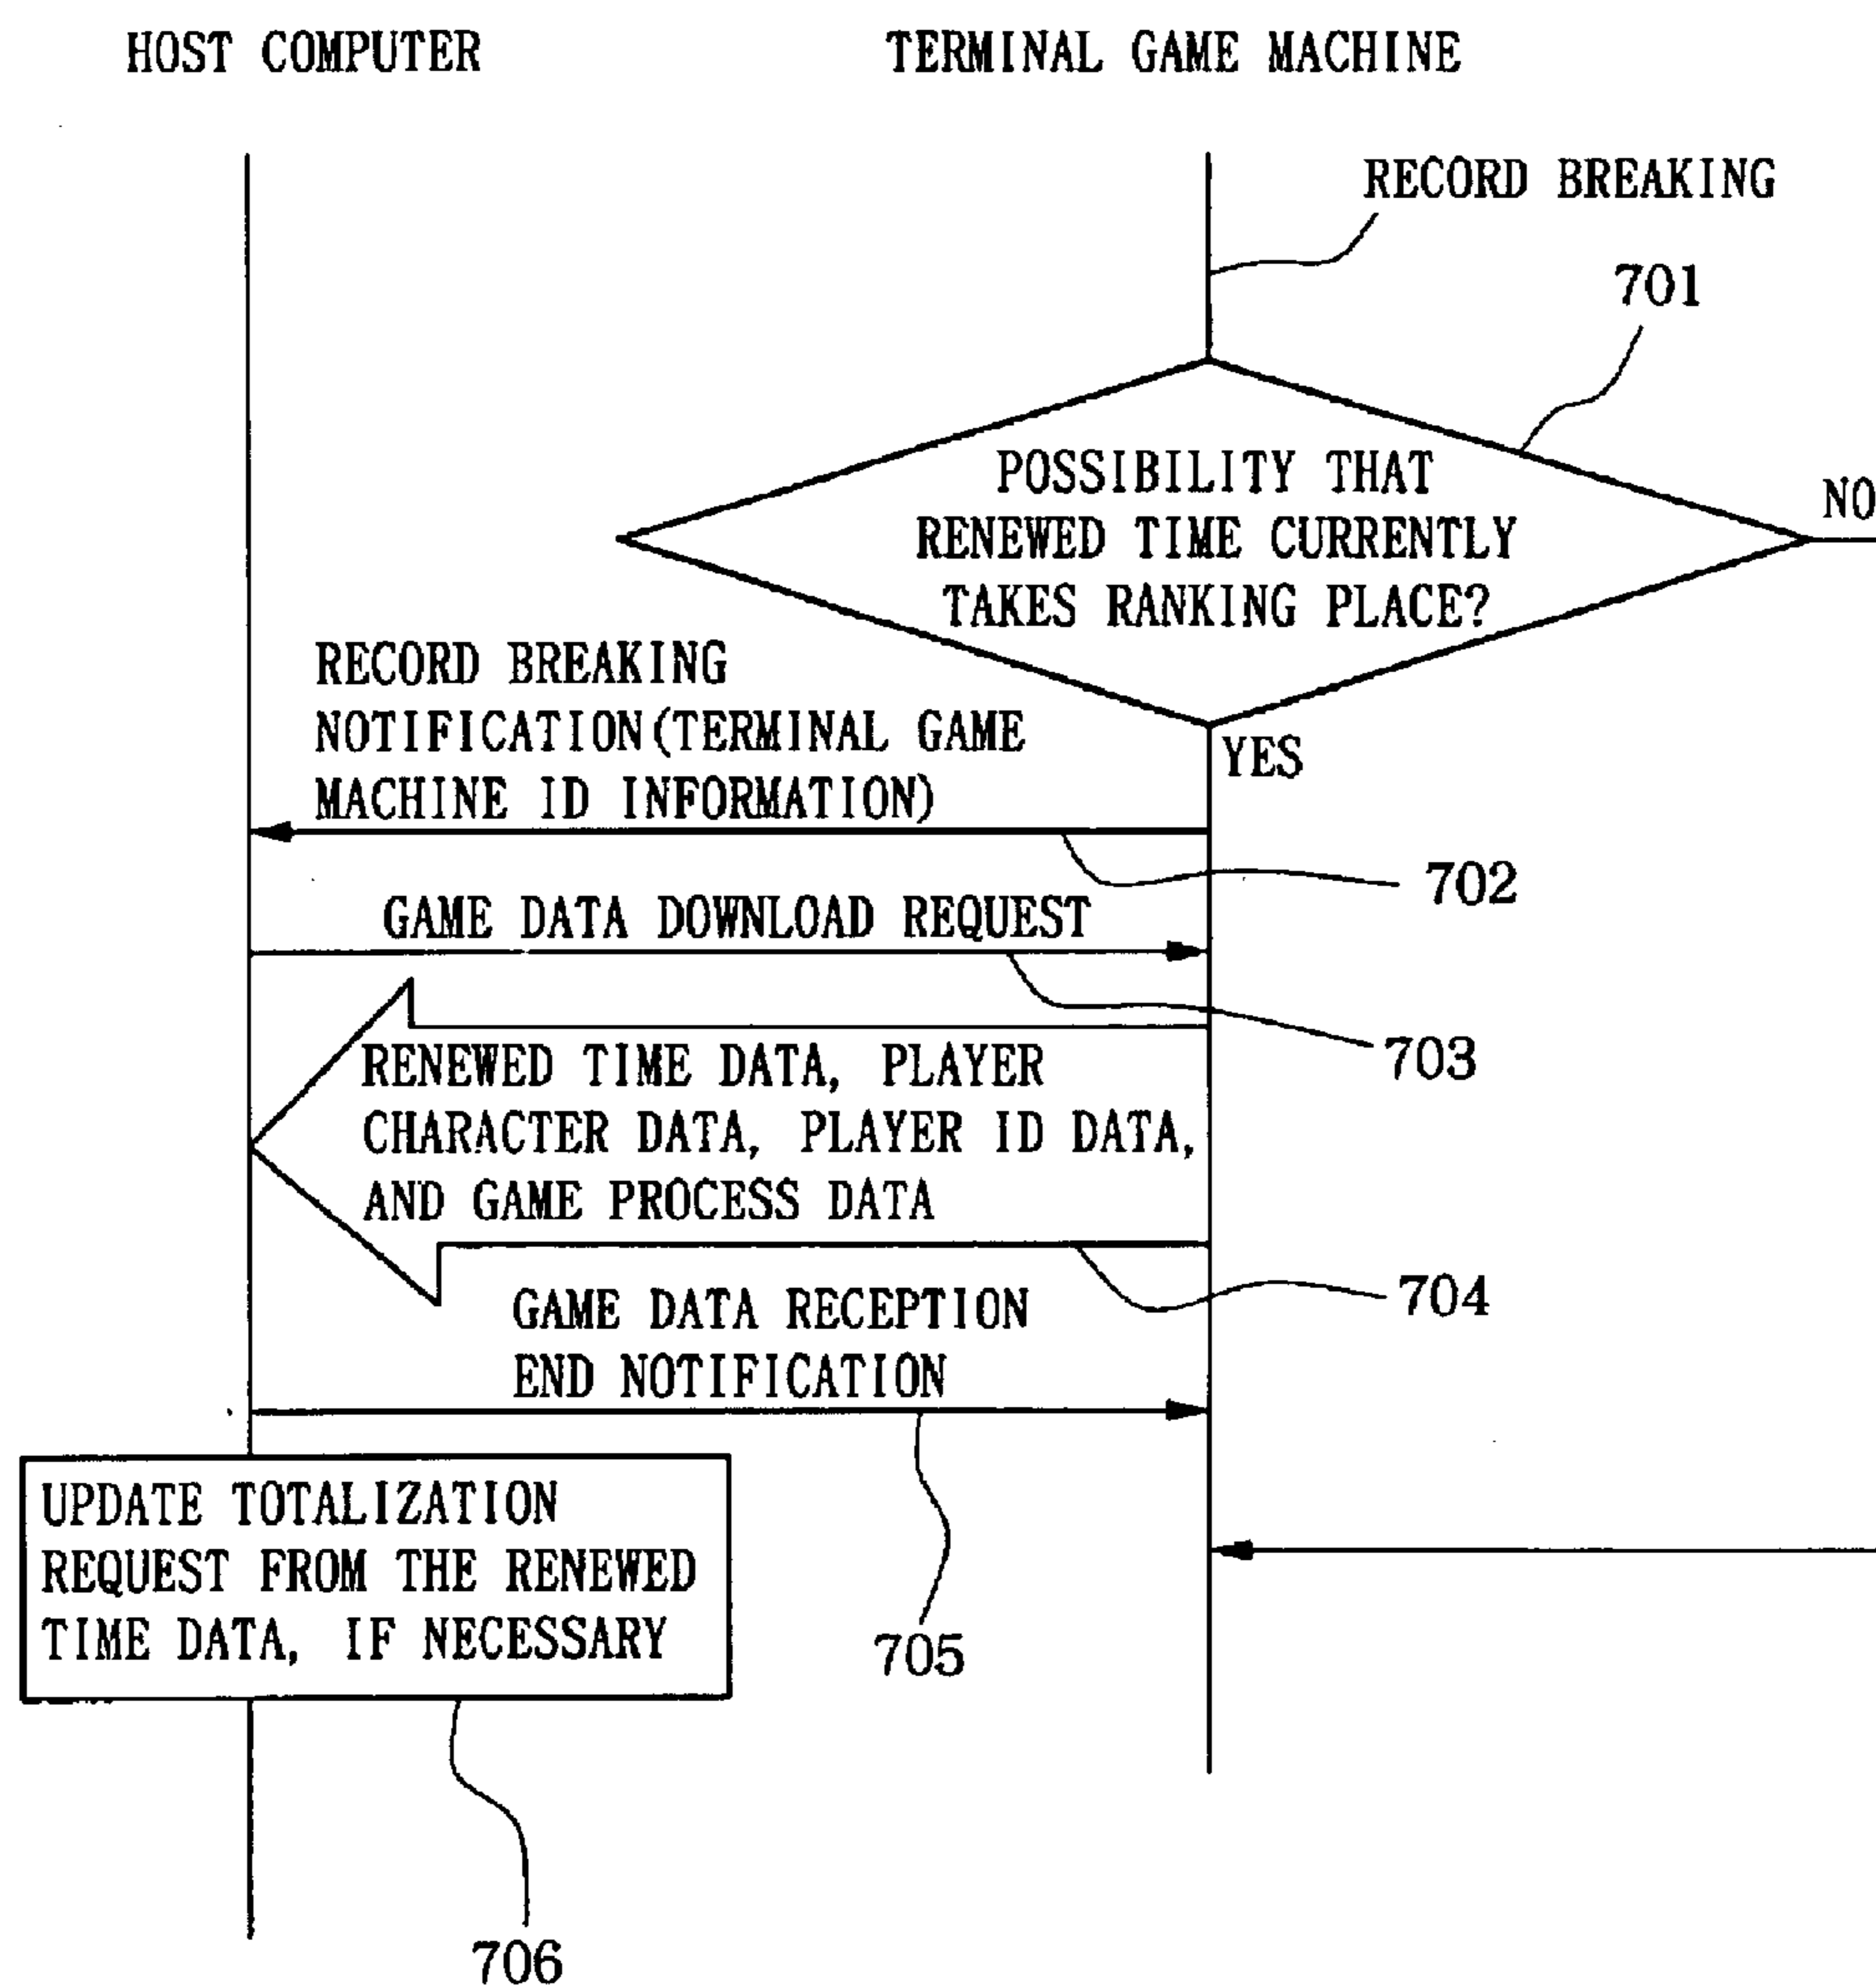 HOST COMPUTER
TERMINAL GAME MACHINE
RECORD BREAKING
701
POSSIBILITY THAT
RENEWED TIME CURRENTLY
TAKES RANKING PLACE?
NO
YES
RECORD BREAKING
NOTIFICATION(TERMINAL GAME
MACHINE ID INFORMATION)
702
GAME DATA DOWNLOAD REQUEST
703
RENEWED TIME DATA, PLAYER
CHARACTER DATA, PLAYER ID DATA,
AND GAME PROCESS DATA
704
GAME DATA RECEPTION
END NOTIFICATION
705
UPDATE TOTALIZATION
REQUEST FROM THE RENEWED
TIME DATA, IF NECESSARY
706